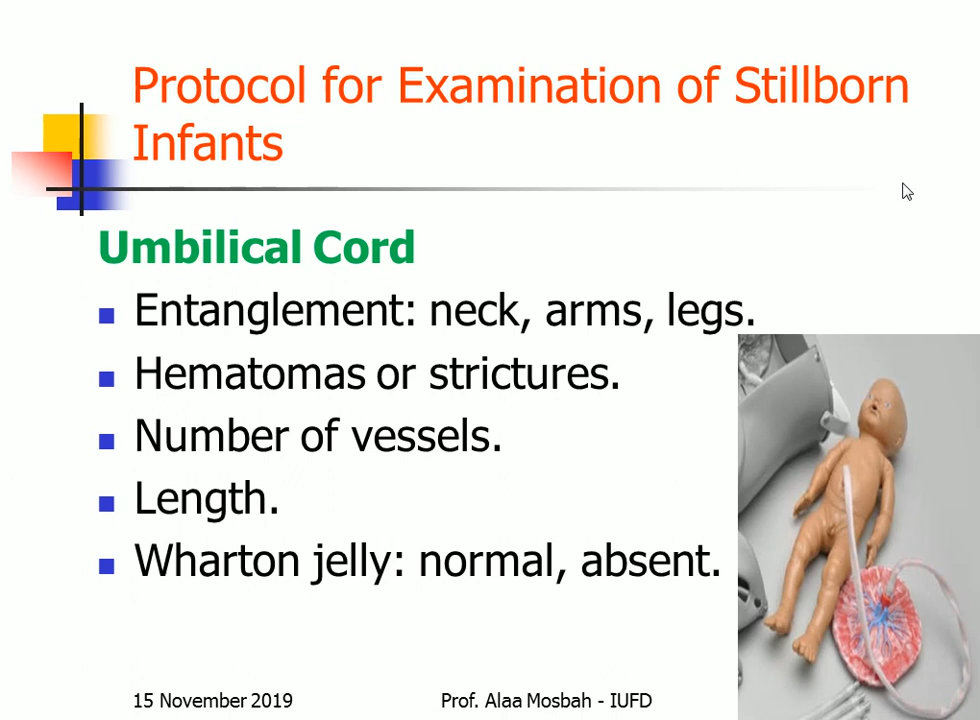 Protocol for Examination of Stillborn
Infants
Umbilical Cord
Entanglement: neck, arms, legs.
Hematomas or strictures.
Number of vessels.
Length.
Wharton jelly: normal, absent.
15 November 2019
Prof. Alaa Mosbah - IUFD